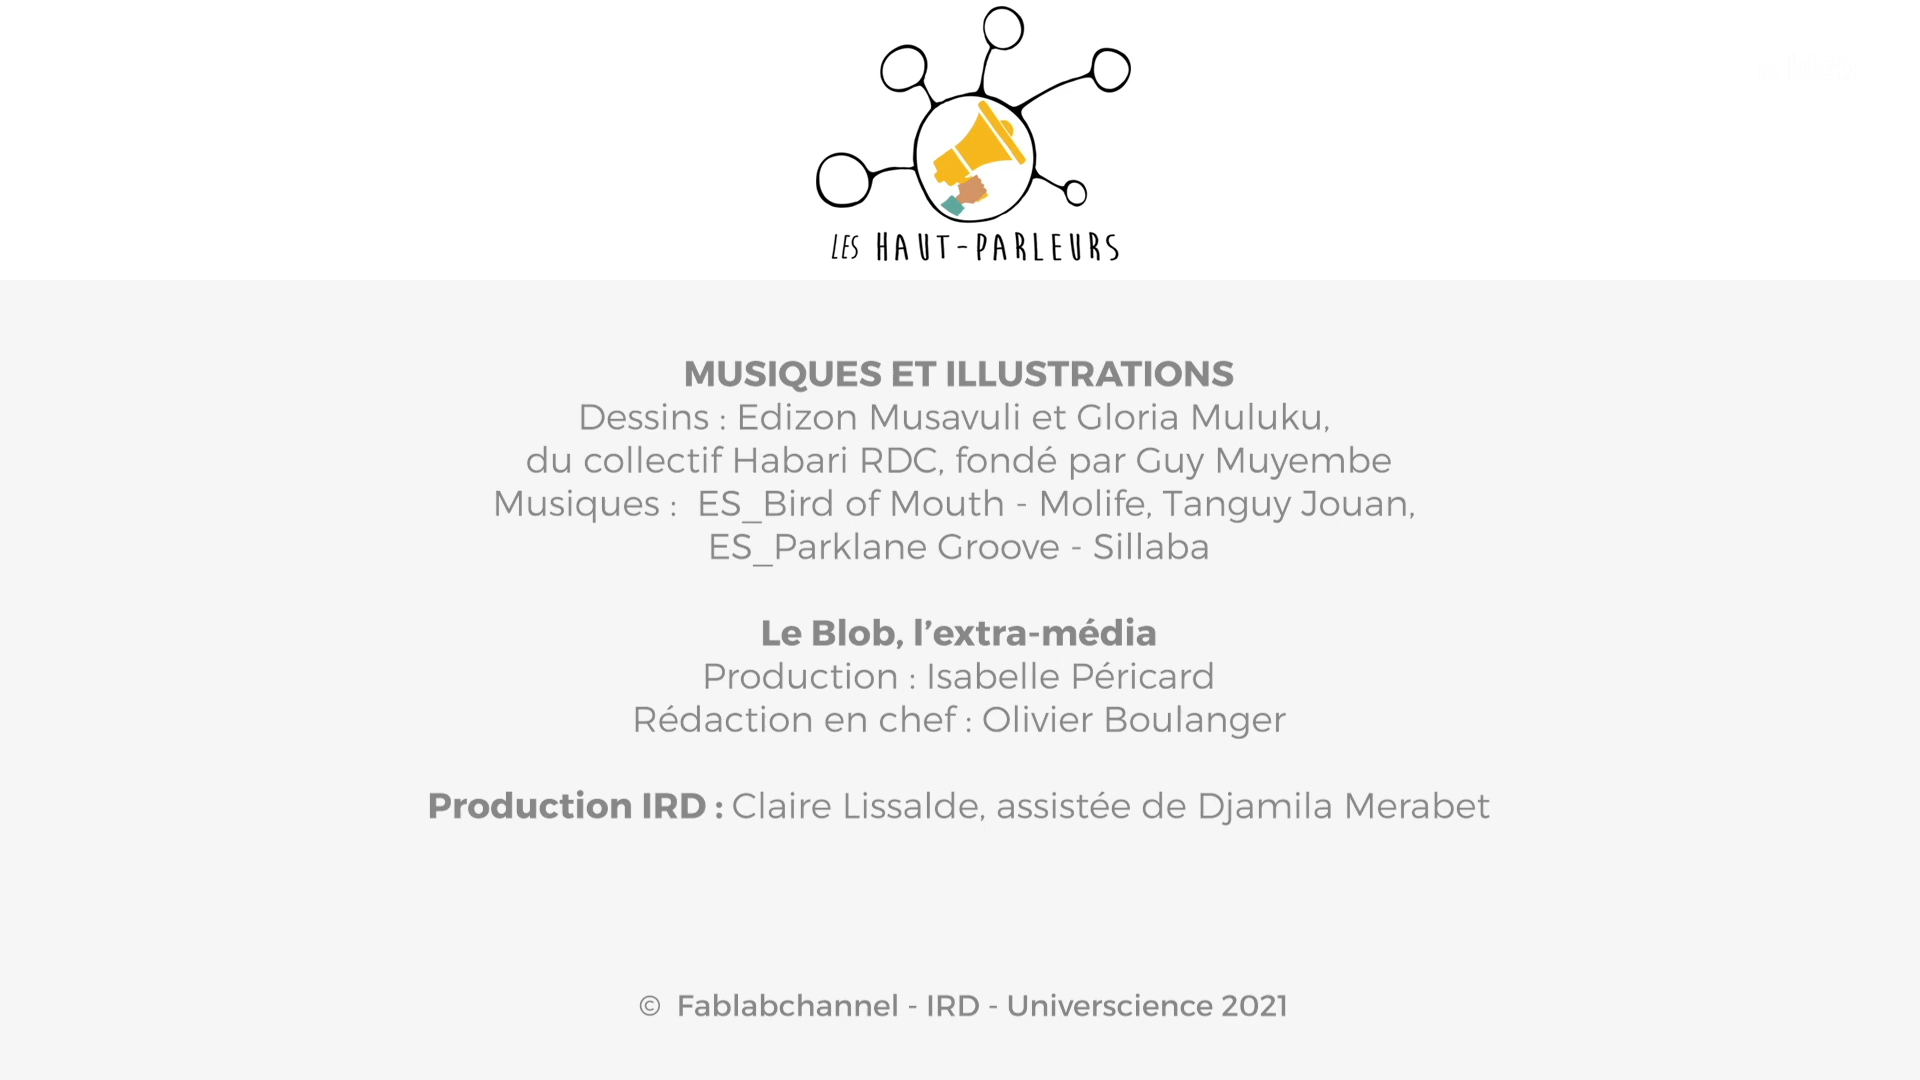 LES HAUT-PARLEURS
MUSIQUES ET ILLUSTRATIONS
Dessins : Edizon Musavuli et Gloria Muluku,
du collectif Habari RDC, fondé par Guy Muyembe
Musiques :  ES_Bird of Mouth - Molife, Tanguy Jouan,
ES_Parklane Groove - Sillaba
Le Blob, l’extra-média
Production : Isabelle Péricard
Rédaction en chef : Olivier Boulanger
Production IRD : Claire Lissalde, assistée de Djamila Merabet
©  Fablabchannel - IRD - Universcience 2021